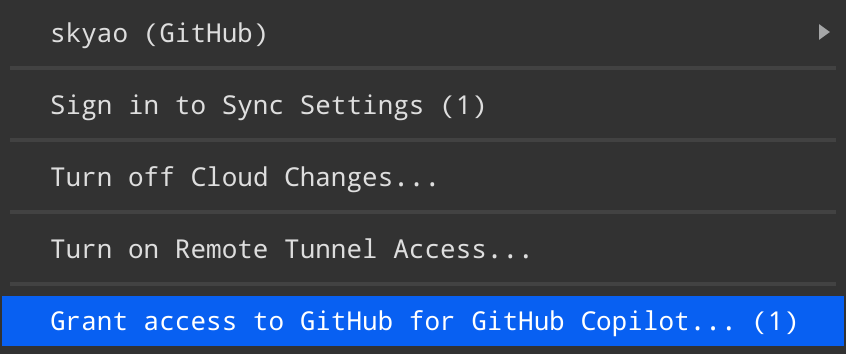 skyao (GitHub)
Sign in to Sync Settings (1)
Turn off Cloud Changes...
Turn on Remote Tunnel Access...
Grant access to GitHub for GitHub Copilot... (1)